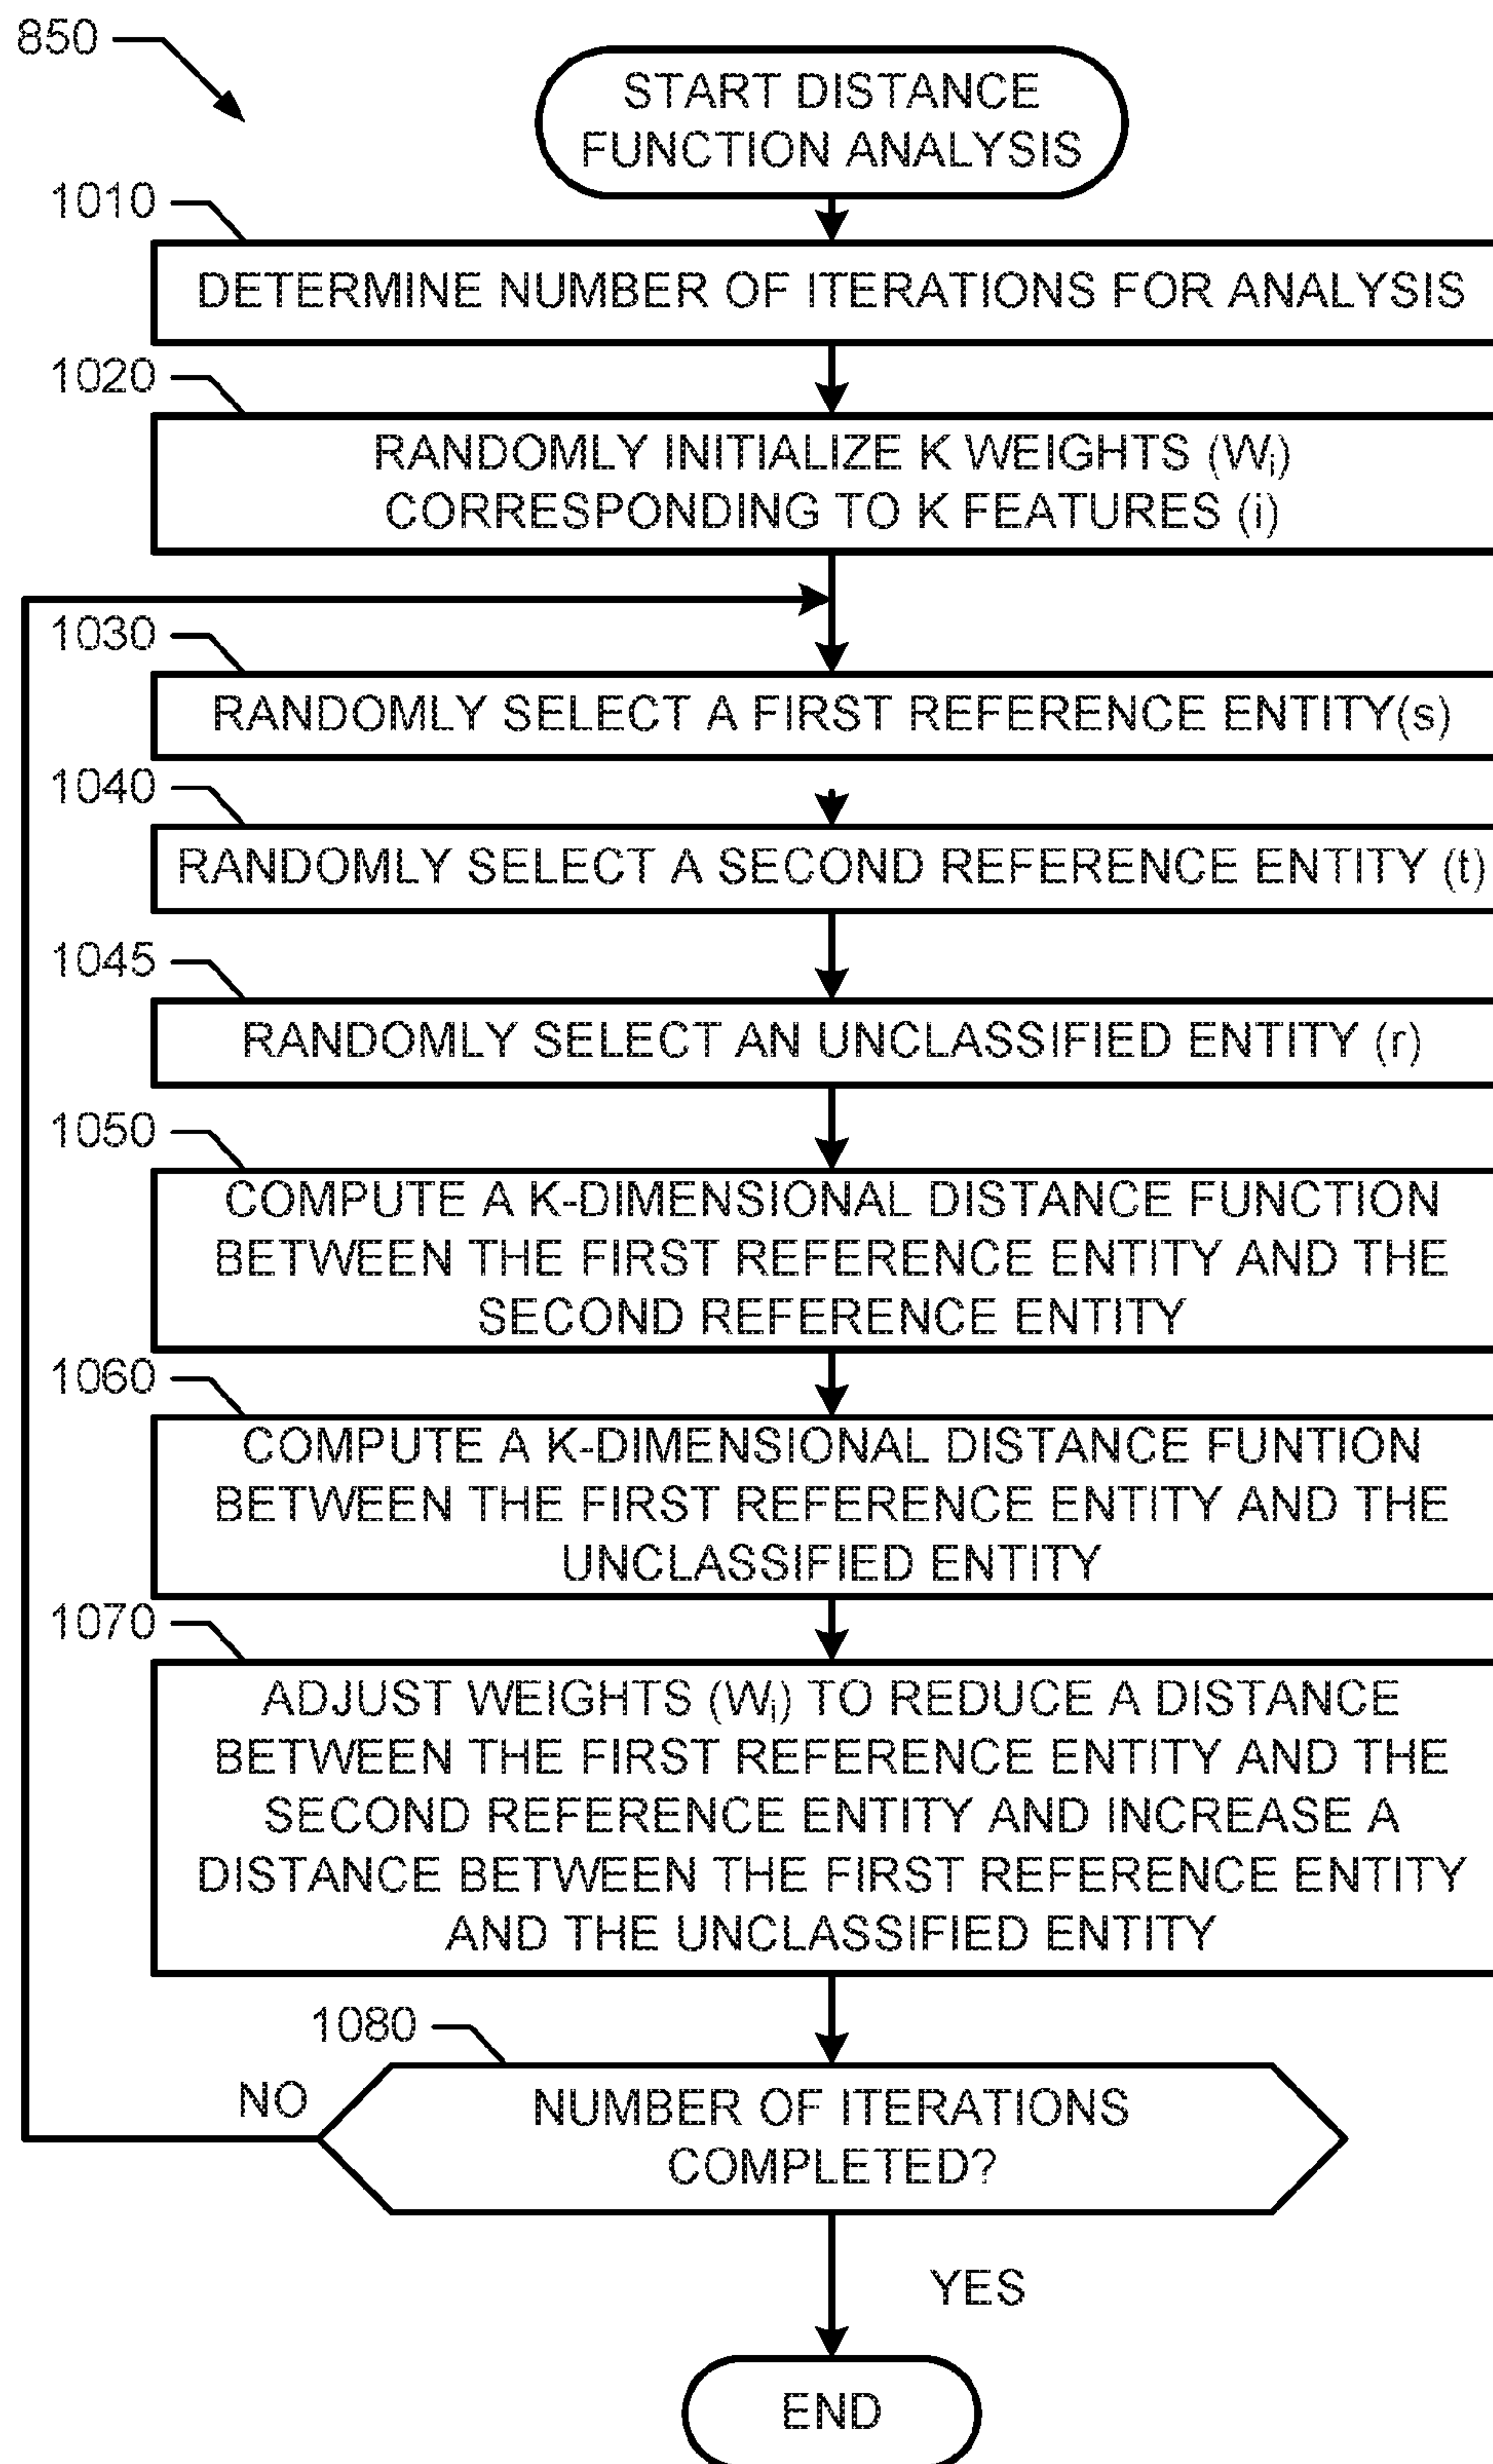 850
START DISTANCE
FUNCTION ANALYSIS
1010
DETERMINE NUMBER OF ITERATIONS FOR ANALYSIS
1020
RANDOMLY INITIALIZE K WEIGHTS (Wi)
CORRESPONDING TO K FEATURES (i)
1030
RANDOMLY SELECT A FIRST REFERENCE ENTITY(s)
1040
RANDOMLY SELECT A SECOND REFERENCE ENTITY (t)
1045
RANDOMLY SELECT AN UNCLASSIFIED ENTITY (r)
1050
COMPUTE A K-DIMENSIONAL DISTANCE FUNCTION
BETWEEN THE FIRST REFERENCE ENTITY AND THE
SECOND REFERENCE ENTITY
1060
COMPUTE A K-DIMENSIONAL DISTANCE FUNTION
BETWEEN THE FIRST REFERENCE ENTITY AND THE
UNCLASSIFIED ENTITY
1070
ADJUST WEIGHTS (Wi) TO REDUCE A DISTANCE
BETWEEN THE FIRST REFERENCE ENTITY AND THE
SECOND REFERENCE ENTITY AND INCREASE A
DISTANCE BETWEEN THE FIRST REFERENCE ENTITY
AND THE UNCLASSIFIED ENTITY
1080
NO
NUMBER OF ITERATIONS
COMPLETED?
YES
END